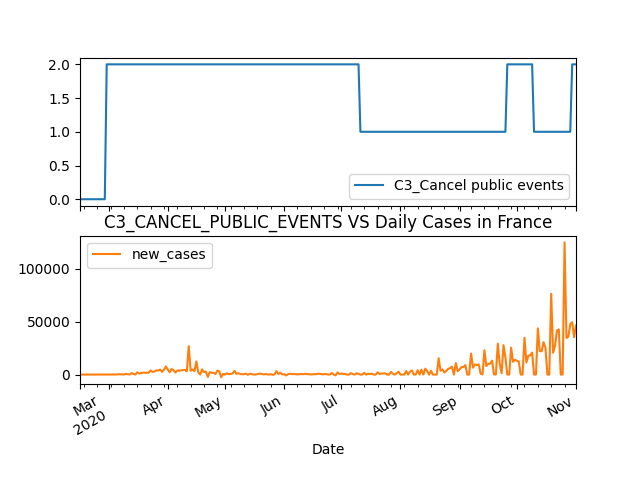 2.0
1.5
1.0
0.5
0.0
C3_Cancel public events
C3_CANCEL_PUBLIC_EVENTS VS Daily Cases in France
new_cases
100000
50000
0
Mar
2020
Apr
May
Jun
Jul
Aug
Sep
Oct
Nov
Date